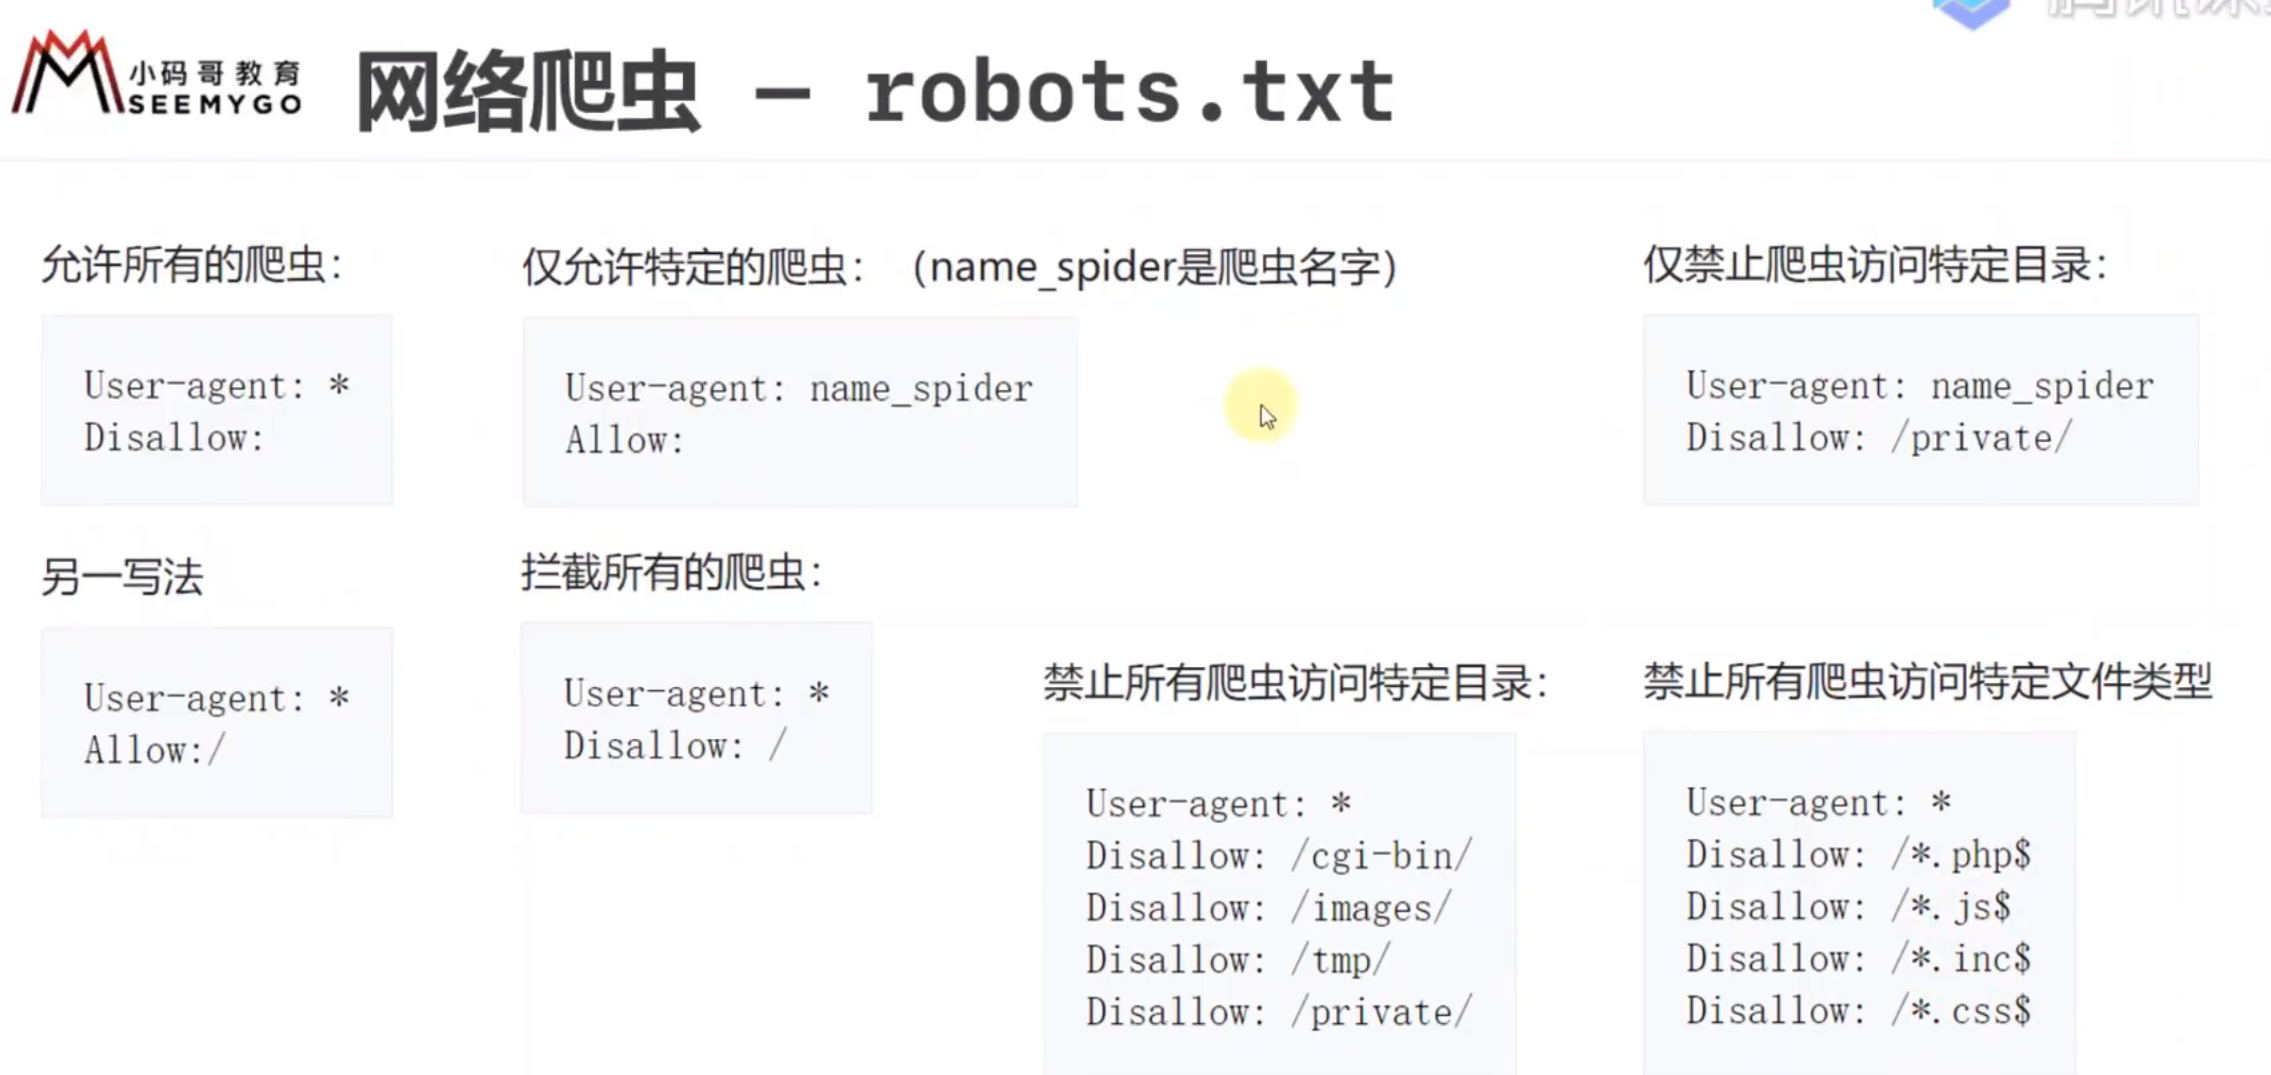 小码哥教育
SEEMYGO
网络爬虫 - robots.txt
允许所有的爬虫：
User-agent: *
Disallow:
另一写法
User-agent: *
Allow:/
仅允许特定的爬虫：（name_spider是爬虫名字）
User-agent: name_spider
Allow:
拦截所有的爬虫：
User-agent: *
Disallow: /
仅禁止爬虫访问特定目录：
User-agent: name_spider
Disallow: /private/
禁止所有爬虫访问特定目录：
User-agent: *
Disallow: /cgi-bin/
Disallow: /images/
Disallow: /tmp/
Disallow: /private/
禁止所有爬虫访问特定文件类型
User-agent: *
Disallow: /*.php$
Disallow: /*.js$
Disallow: /*.inc$
Disallow: /*.css$